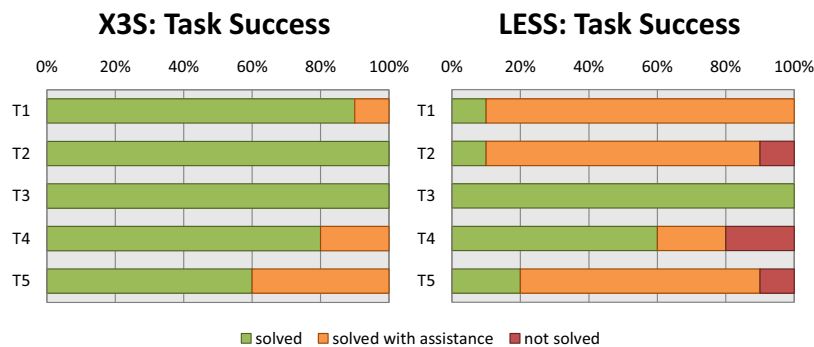 X3S: Task Success
0% 20% 40% 60% 80% 100%
T1
T2
T3
T4
T5
LESS: Task Success
0% 20% 40% 60% 80% 100%
T1
T2
T3
T4
T5
solved solved with assistance not solved